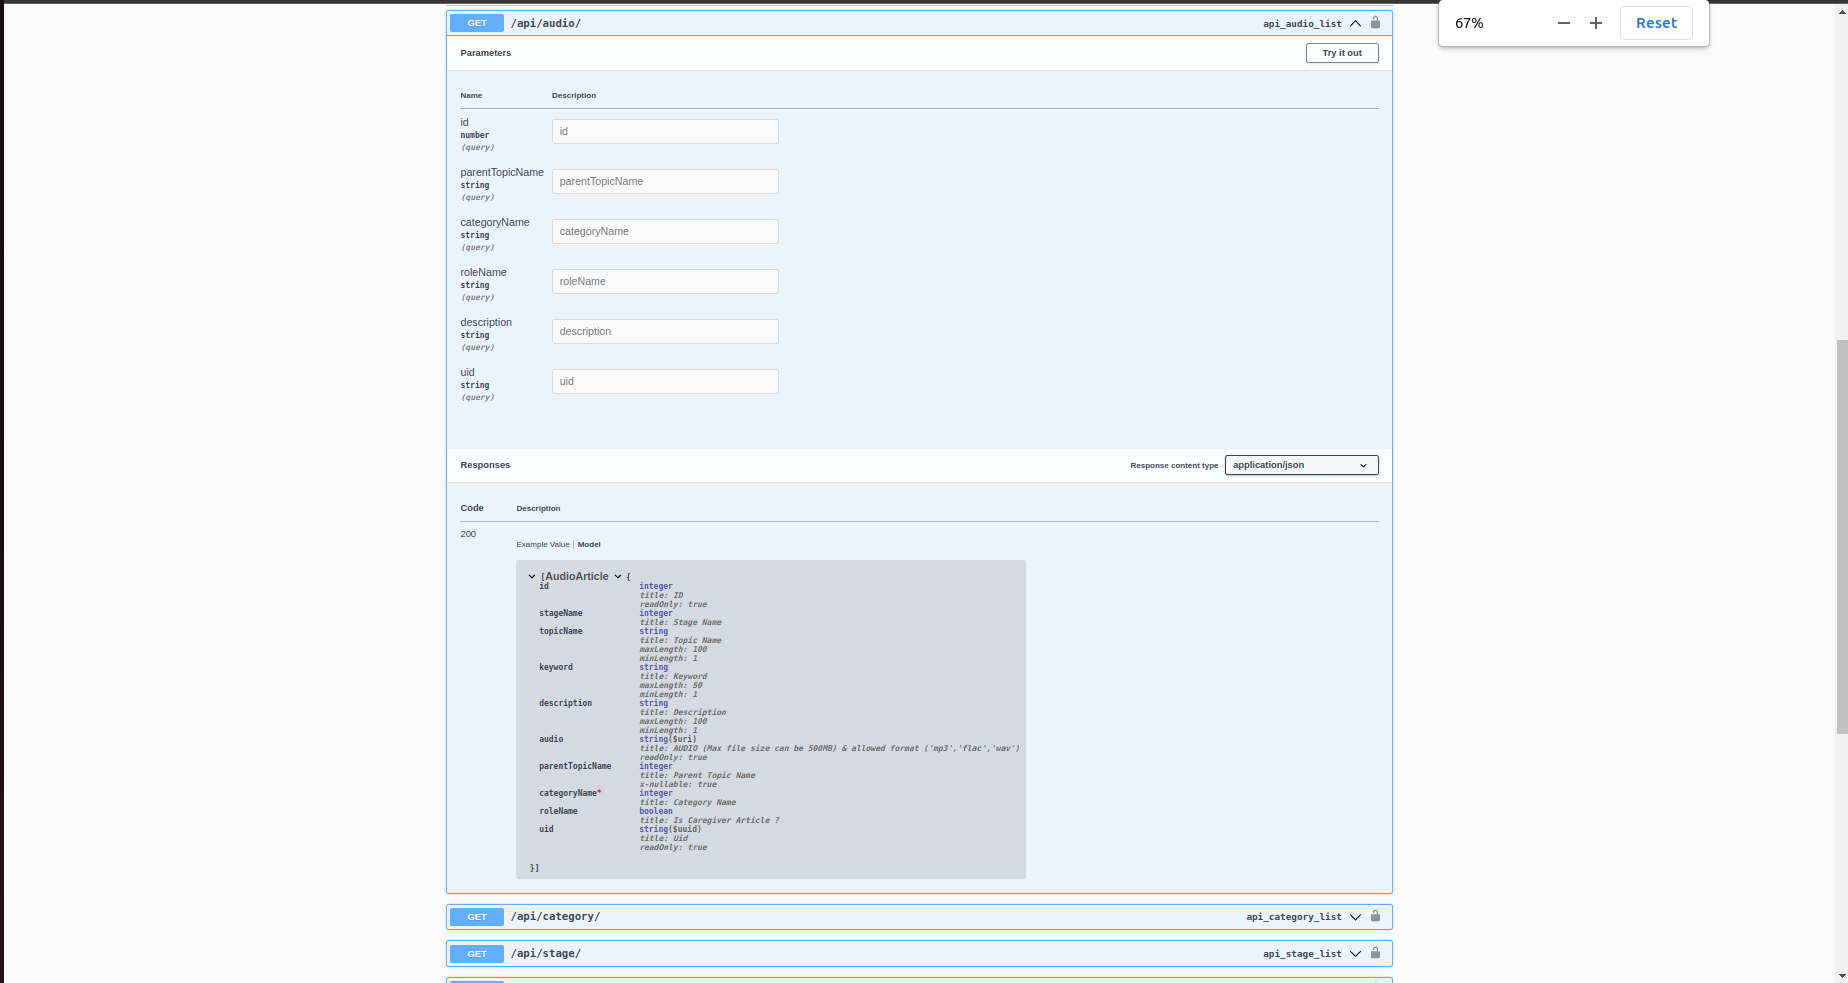 GET /api/audio/ api_audio_list
67% Reset
Parameters Try it out
Name Description
id
number
(query)
id
parentTopicName
string
(query)
parentTopicName
categoryName
string
(query)
categoryName
roleName
string
(query)
roleName
description
string
(query)
description
uid
string
(query)
uid
Responses Response content type application/json
Code Description
200
Example Value Model
[AudioArticle {
id integer
title: ID
readOnly: true
stageName integer
title: Stage Name
topicName string
title: Topic Name
maxLength: 100
minLength: 1
keyword string
title: Keyword
maxLength: 50
minLength: 1
description string
title: Description
maxLength: 100
minLength: 1
audio string($uri)
title: AUDIO (Max file size can be 500MB) & allowed format ('mp3','flac','wav')
readOnly: true
parentTopicName integer
title: Parent Topic Name
x-nullable: true
categoryName* integer
title: Category Name
roleName boolean
title: Is Caregiver Article ?
uid string($uuid)
title: Uid
readOnly: true
}]
GET /api/category/ api_category_list
GET /api/stage/ api_stage_list